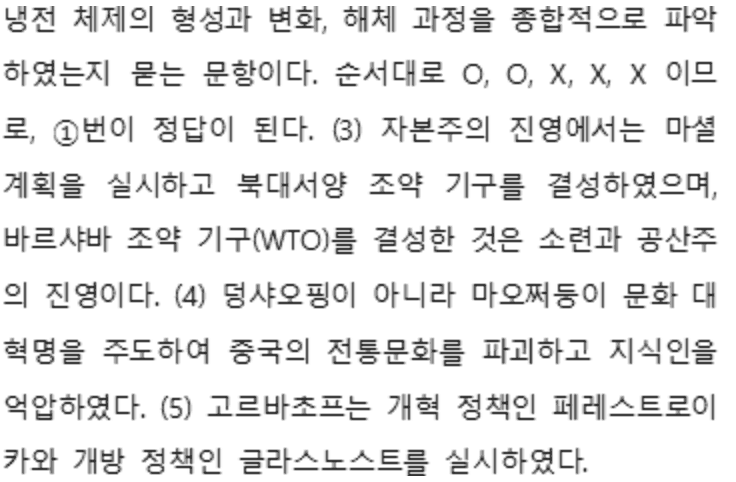 냉전 체제의 형성과 변화, 해체 과정을 종합적으로 파악
하였는지 묻는 문항이다. 순서대로 O, O, X, X, X 이므
로, ①번이 정답이 된다. (3) 자본주의 진영에서는 마셜
계획을 실시하고 북대서양 조약 기구를 결성하였으며,
바르샤바 조약 기구(WTO)를 결성한 것은 소련과 공산주
의 진영이다. (4) 덩샤오핑이 아니라 마오쩌둥이 문화 대
혁명을 주도하여 중국의 전통문화를 파괴하고 지식인을
억압하였다. (5) 고르바초프는 개혁 정책인 페레스트로이
카와 개방 정책인 글라스노스트를 실시하였다.